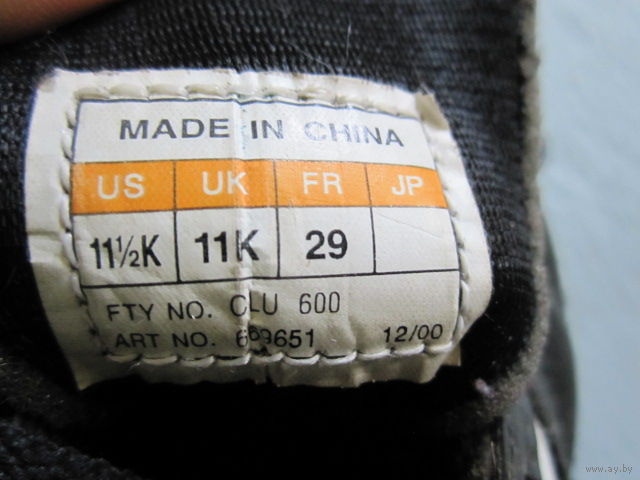 MADE IN CHINA
US UK FR JP
11½K 11K 29
FTY NO. CLU 600
ART NO. 669651 12/00
www.ay.by